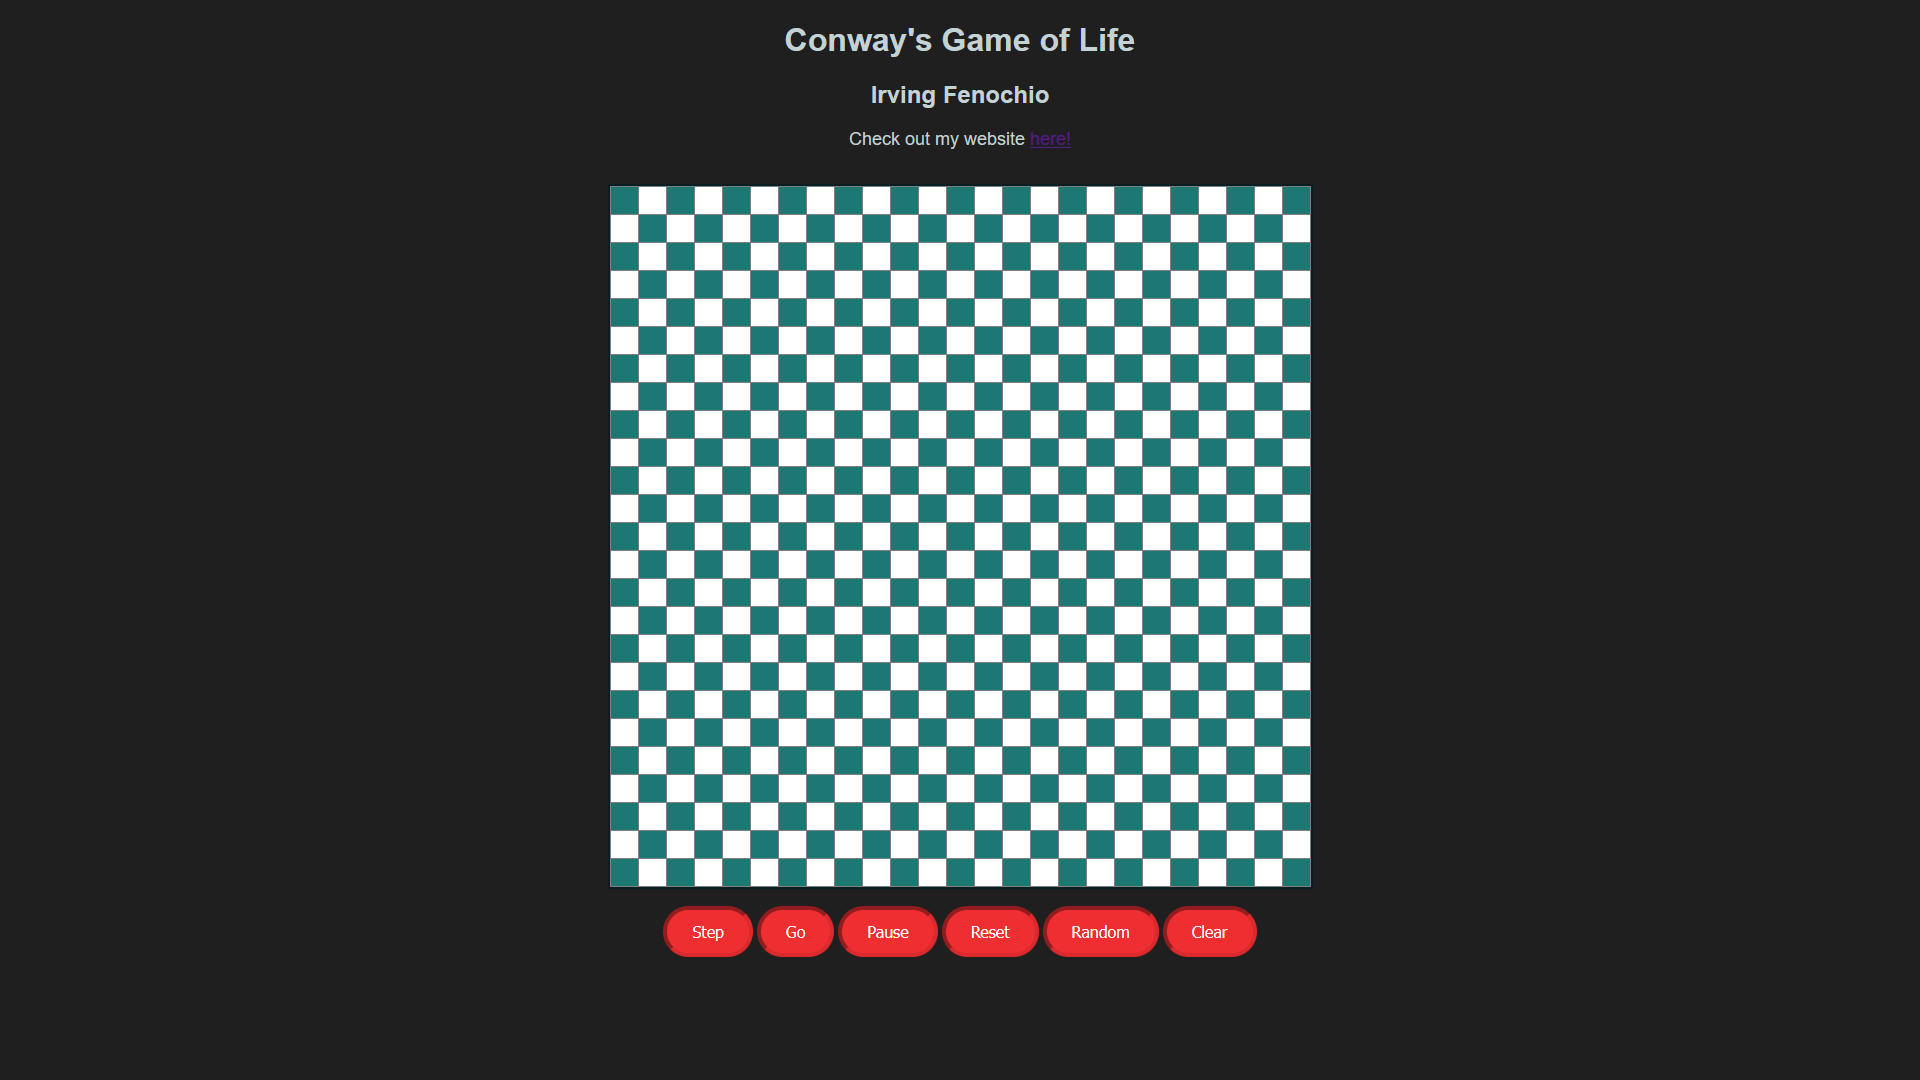 Conway's Game of Life
Irving Fenochio
Check out my website here!
Step Go Pause Reset Random Clear